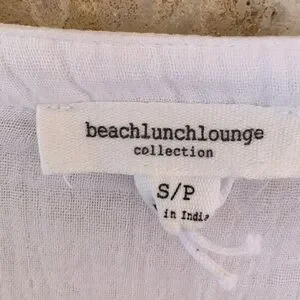 beachlunchlounge
collection
S/P
in India